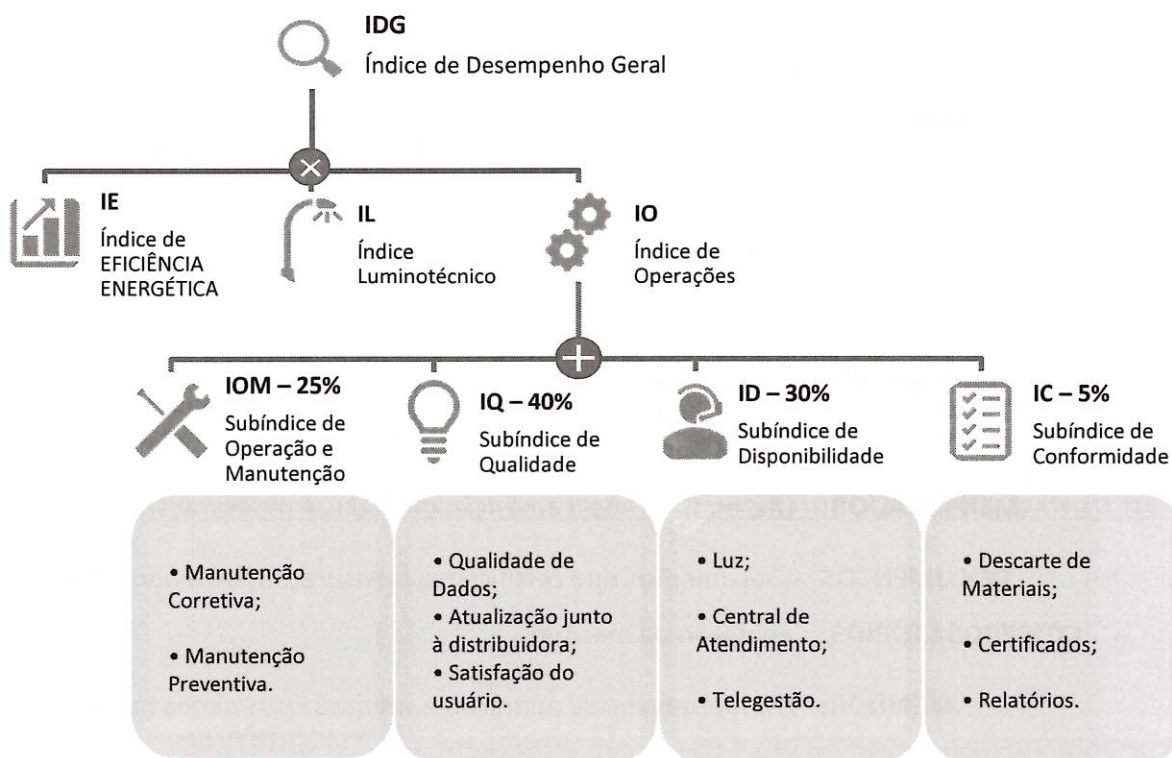 IDG
Índice de Desempenho Geral
IE
Índice de
EFICIÊNCIA
ENERGÉTICA
IL
Índice
Luminotécnico
IO
Índice de
Operações
IOM – 25%
Subíndice de
Operação e
Manutenção
IQ – 40%
Subíndice de
Qualidade
ID – 30%
Subíndice de
Disponibilidade
IC – 5%
Subíndice de
Conformidade
• Manutenção
Corretiva;
• Manutenção
Preventiva.
• Qualidade de
Dados;
• Atualização junto
à distribuidora;
• Satisfação do
usuário.
• Luz;
• Central de
Atendimento;
• Telegestão.
• Descarte de
Materiais;
• Certificados;
• Relatórios.